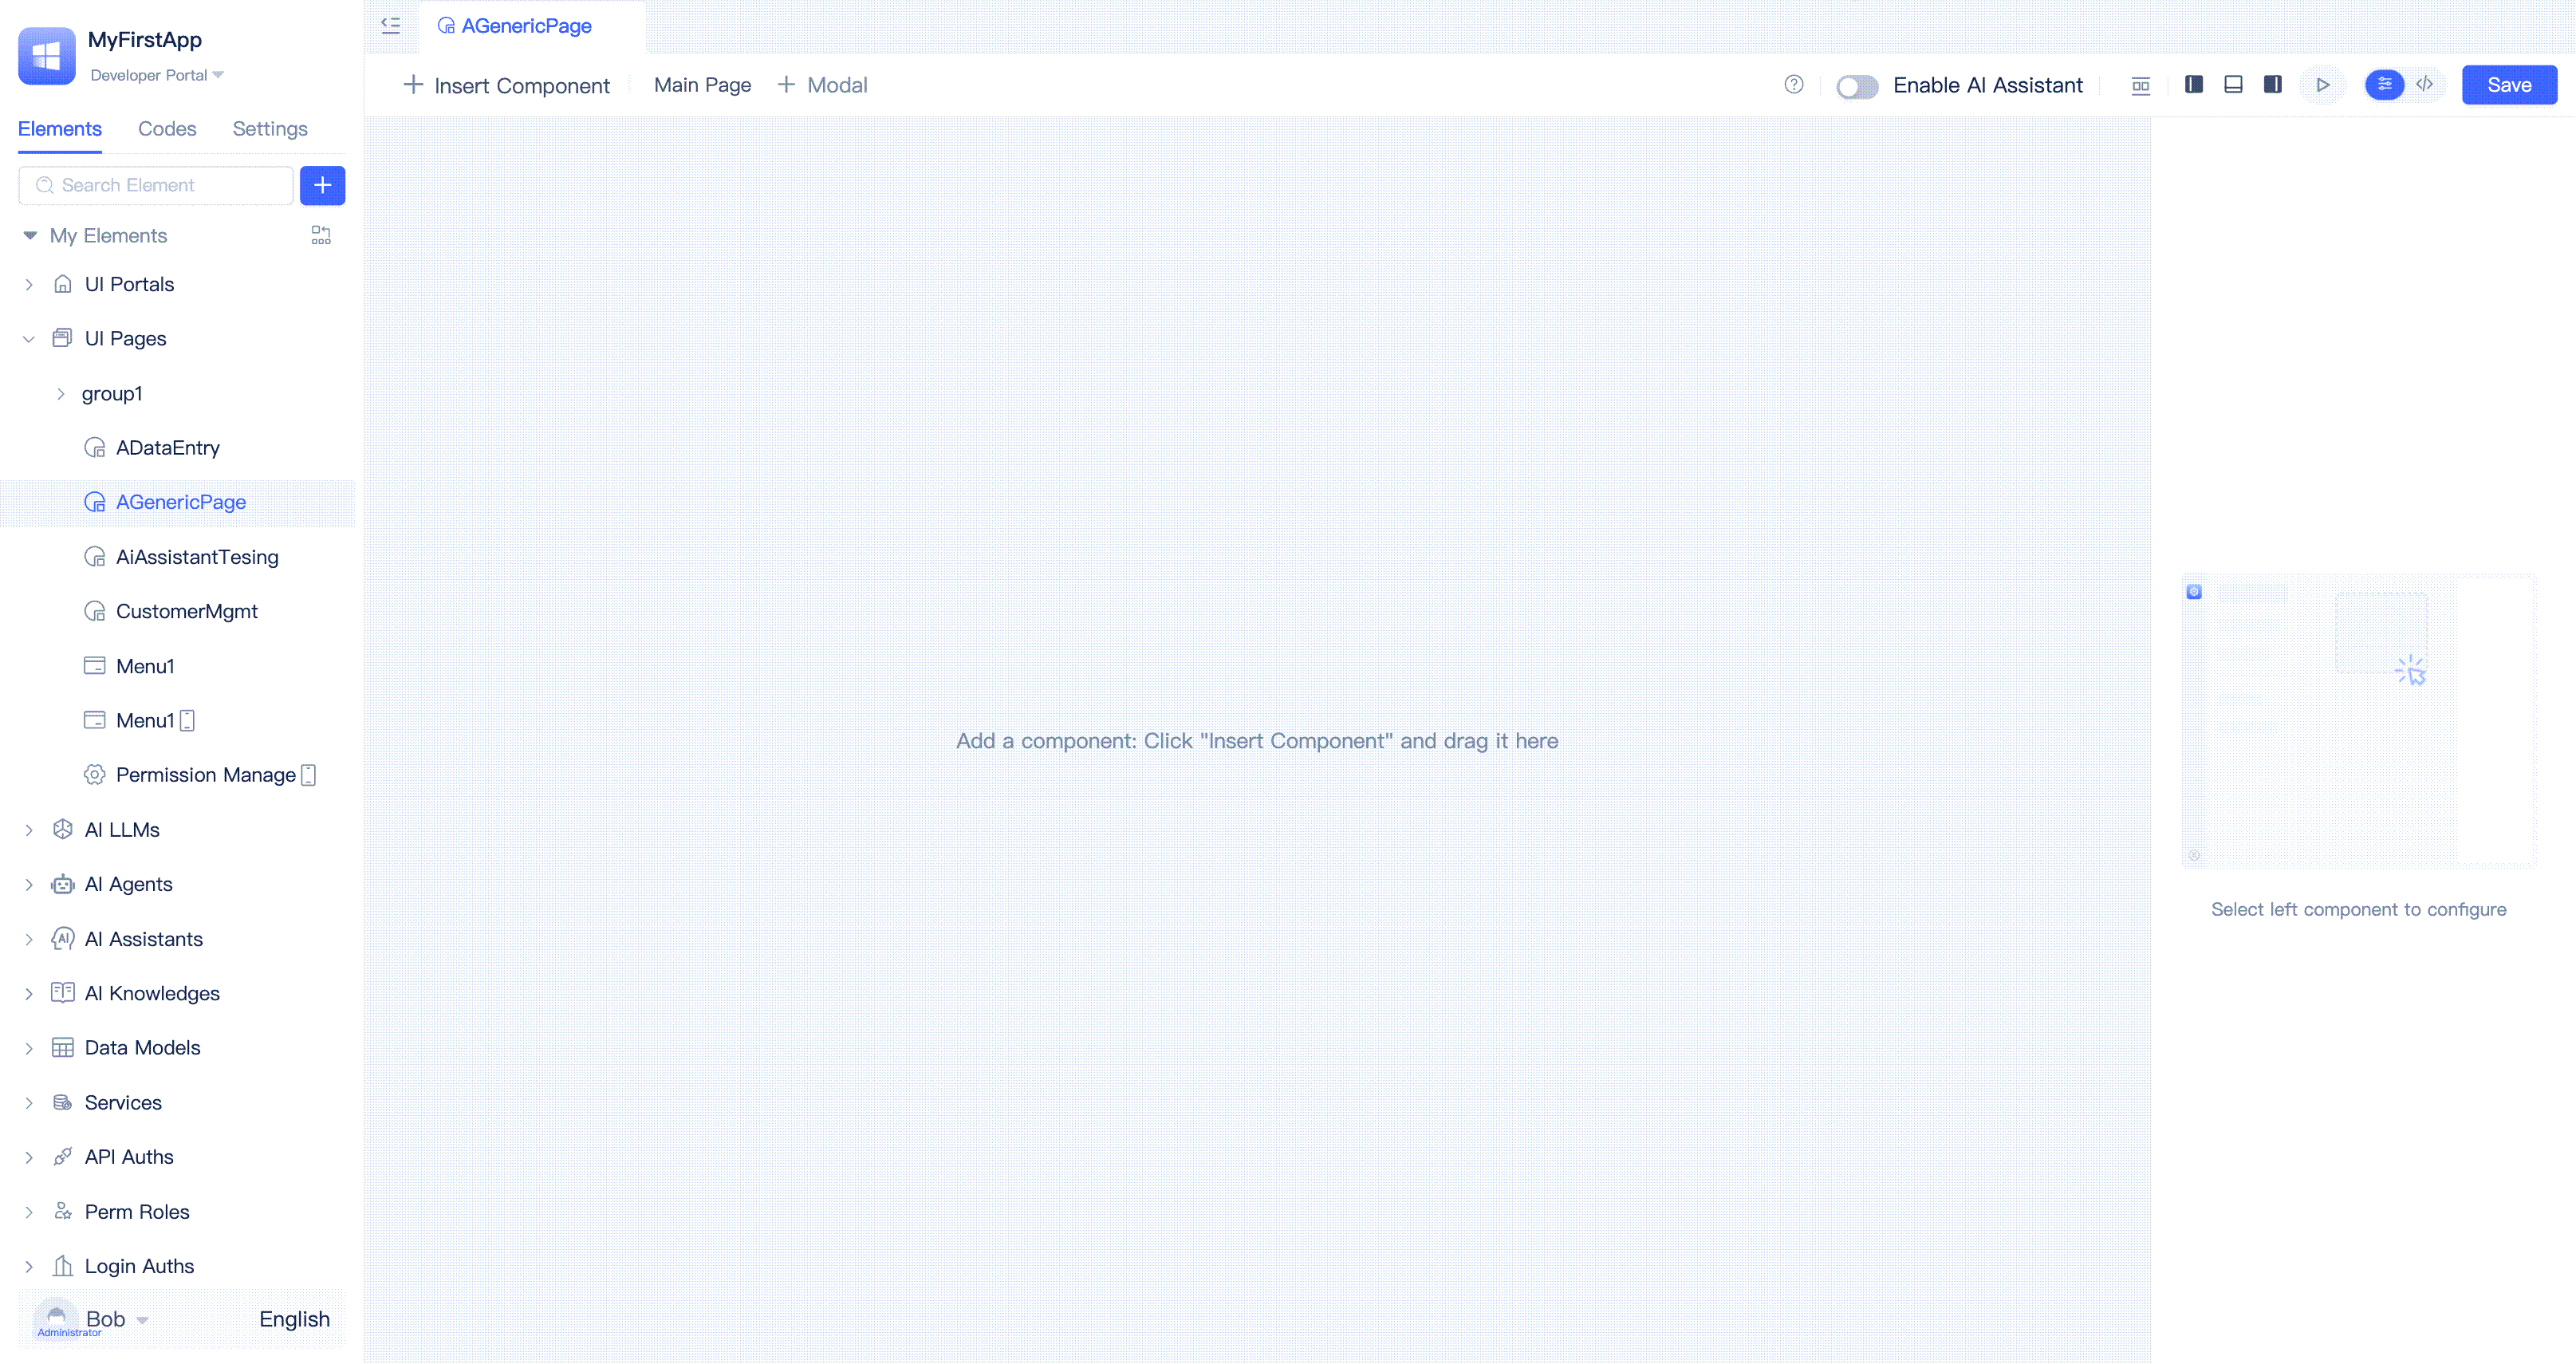 MyFirstApp
Developer Portal
Elements Codes Settings
Search Element
My Elements
UI Portals
UI Pages
group1
ADataEntry
AGenericPage
AiAssistantTesing
CustomerMgmt
Menu1
Menu1
Permission Manage
AI LLMs
AI Agents
AI Assistants
AI Knowledges
Data Models
Services
API Auths
Perm Roles
Login Auths
Bob
Administrator
English
AGenericPage
Insert Component Main Page Modal Enable AI Assistant Save
Add a component: Click "Insert Component" and drag it here
Select left component to configure